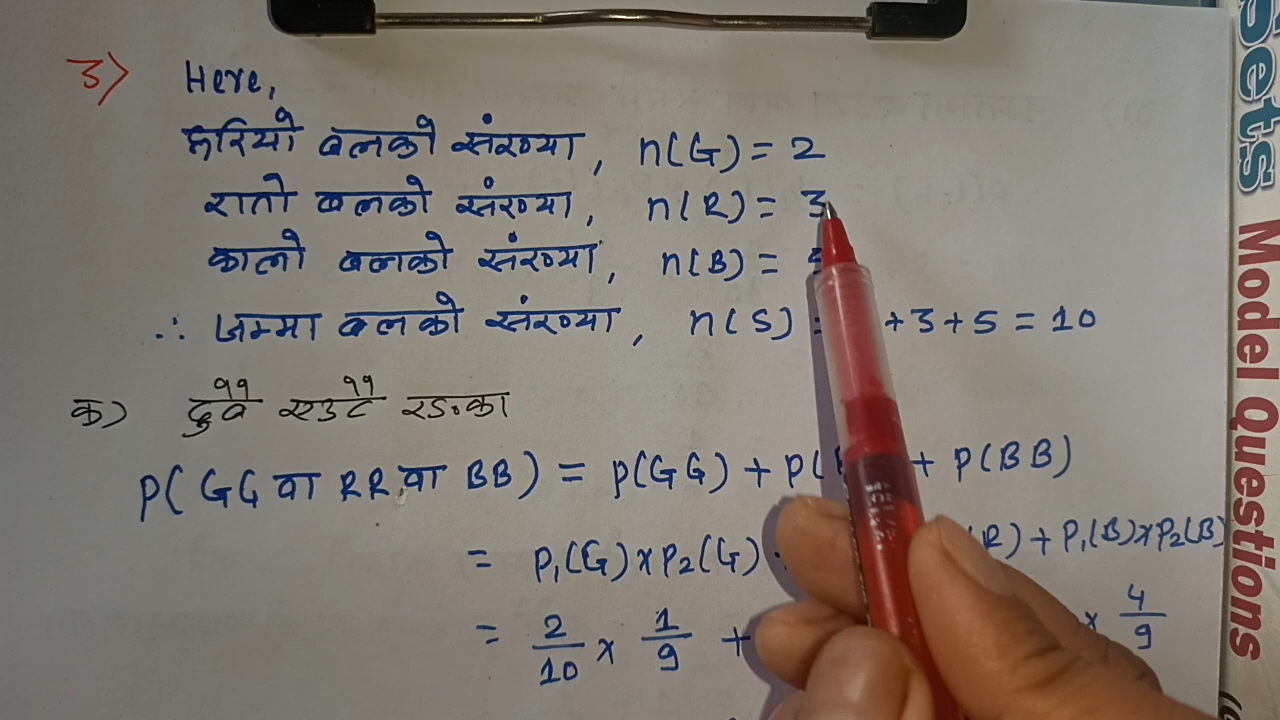 3) Here,
हरियो बलको संख्या, n(G) = 2
रातो बलको संख्या, n(R) = 3
कालो बलको संख्या, n(B) =
∴ जम्मा बलको संख्या, n(S) + 3 + 5 = 10
क) दुवै एउटै रङका
P(GG वा RR वा BB) = P(GG) + P( + P(BB)
= P₁(G) × P₂(G) (R) + P₁(B) × P₂(B)
= 2/10 × 1/9 + × 4/9
Sets
Model Questions